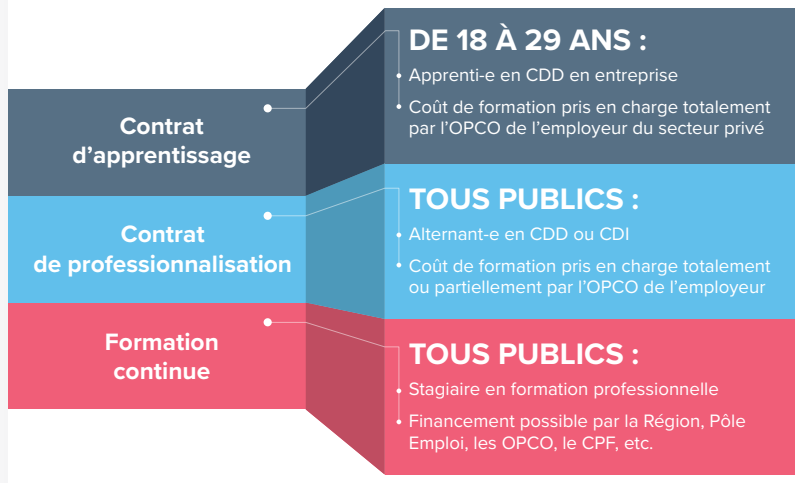 Contrat
d'apprentissage
DE 18 À 29 ANS :
• Apprenti-e en CDD en entreprise
• Coût de formation pris en charge totalement
par l'OPCO de l'employeur du secteur privé
Contrat
de professionnalisation
TOUS PUBLICS :
• Alternant-e en CDD ou CDI
• Coût de formation pris en charge totalement
ou partiellement par l'OPCO de l'employeur
Formation
continue
TOUS PUBLICS :
• Stagiaire en formation professionnelle
• Financement possible par la Région, Pôle
Emploi, les OPCO, le CPF, etc.